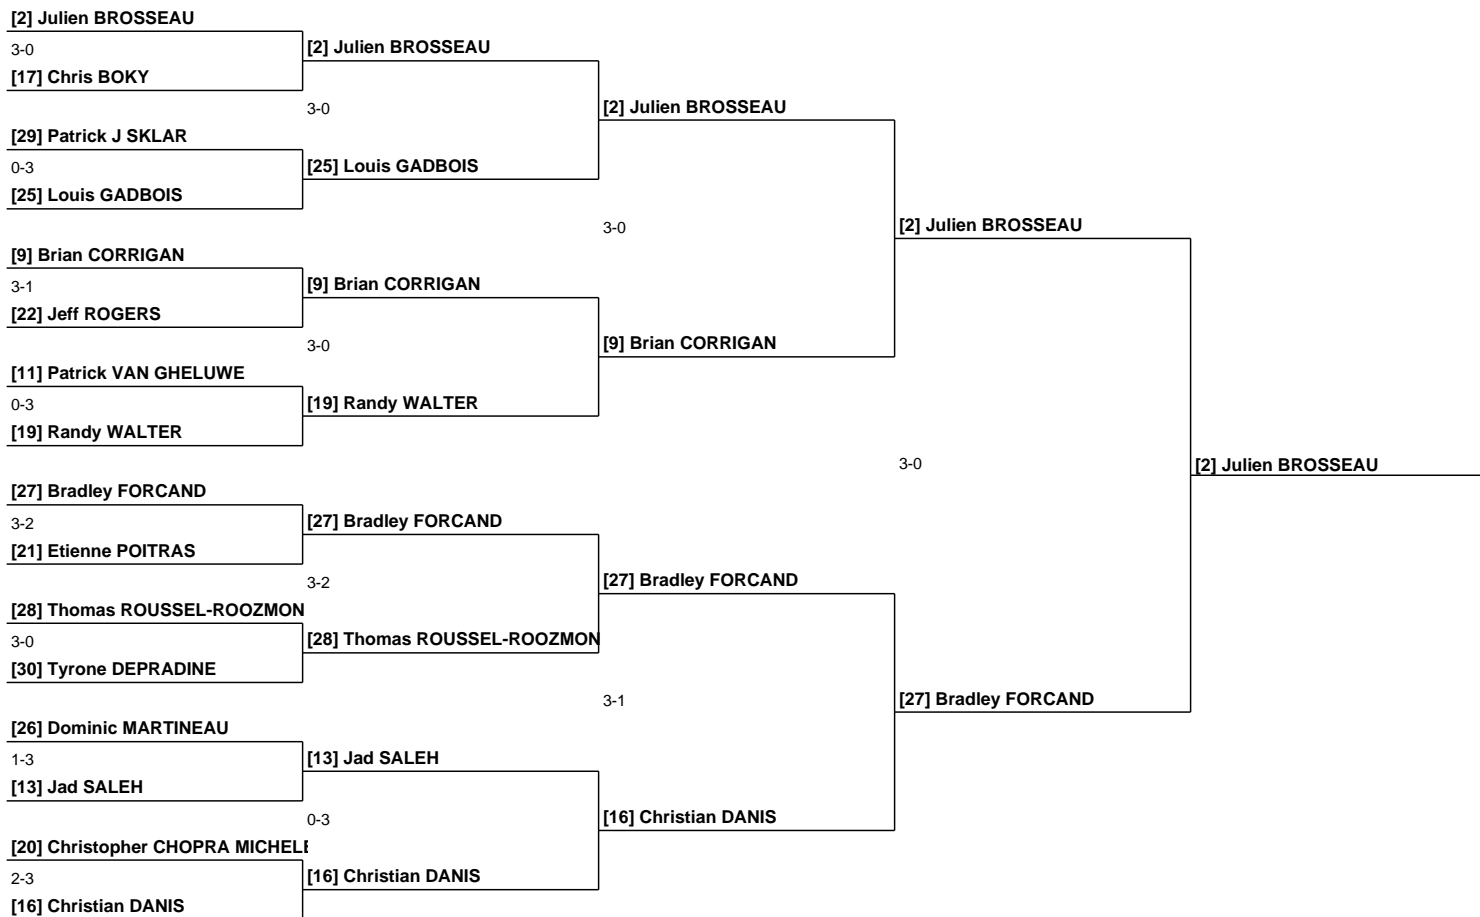 [2] Julien BROSSEAU
3-0
[17] Chris BOKY
[29] Patrick J SKLAR
0-3
[25] Louis GADBOIS
[9] Brian CORRIGAN
3-1
[22] Jeff ROGERS
[11] Patrick VAN GHELUWE
0-3
[19] Randy WALTER
[27] Bradley FORCAND
3-2
[21] Etienne POITRAS
[28] Thomas ROUSSEL-ROOZMON
3-0
[30] Tyrone DEPRADINE
[26] Dominic MARTINEAU
1-3
[13] Jad SALEH
[20] Christopher CHOPRA
2-3
[16] Christian DANIS
[2] Julien BROSSEAU
3-0
[25] Louis GADBOIS
[9] Brian CORRIGAN
3-0
[19] Randy WALTER
[27] Bradley FORCAND
3-2
[28] Thomas ROUSSEL-ROOZMON
[13] Jad SALEH
0-3
[16] Christian DANIS
[2] Julien BROSSEAU
3-0
[9] Brian CORRIGAN
[27] Bradley FORCAND
3-1
[16] Christian DANIS
[2] Julien BROSSEAU
3-0
[27] Bradley FORCAND
[2] Julien BROSSEAU